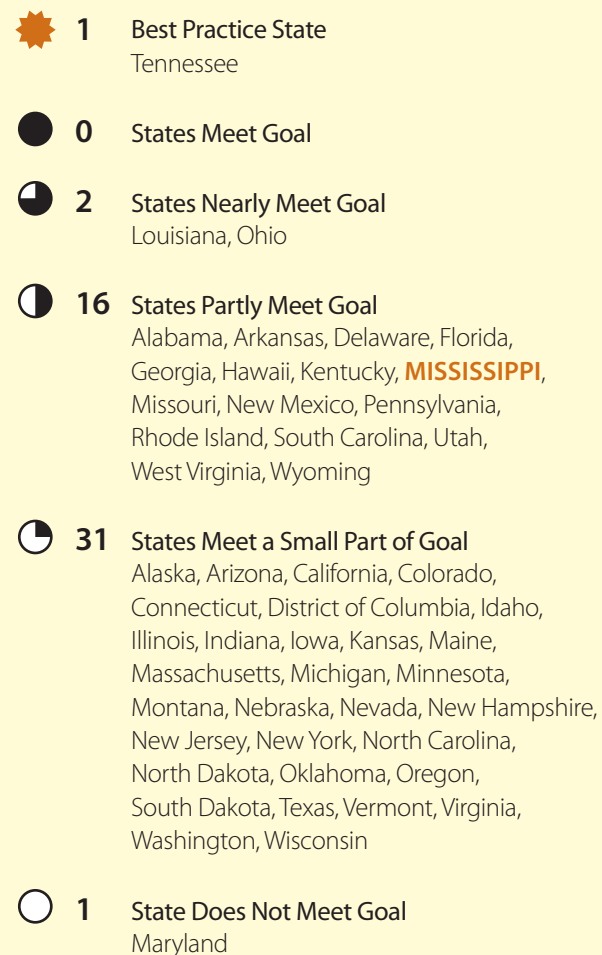 1 Best Practice State
Tennessee
0 States Meet Goal
2 States Nearly Meet Goal
Louisiana, Ohio
16 States Partly Meet Goal
Alabama, Arkansas, Delaware, Florida,
Georgia, Hawaii, Kentucky, MISSISSIPPI,
Missouri, New Mexico, Pennsylvania,
Rhode Island, South Carolina, Utah,
West Virginia, Wyoming
31 States Meet a Small Part of Goal
Alaska, Arizona, California, Colorado,
Connecticut, District of Columbia, Idaho,
Illinois, Indiana, Iowa, Kansas, Maine,
Massachusetts, Michigan, Minnesota,
Montana, Nebraska, Nevada, New Hampshire,
New Jersey, New York, North Carolina,
North Dakota, Oklahoma, Oregon,
South Dakota, Texas, Vermont, Virginia,
Washington, Wisconsin
1 State Does Not Meet Goal
Maryland